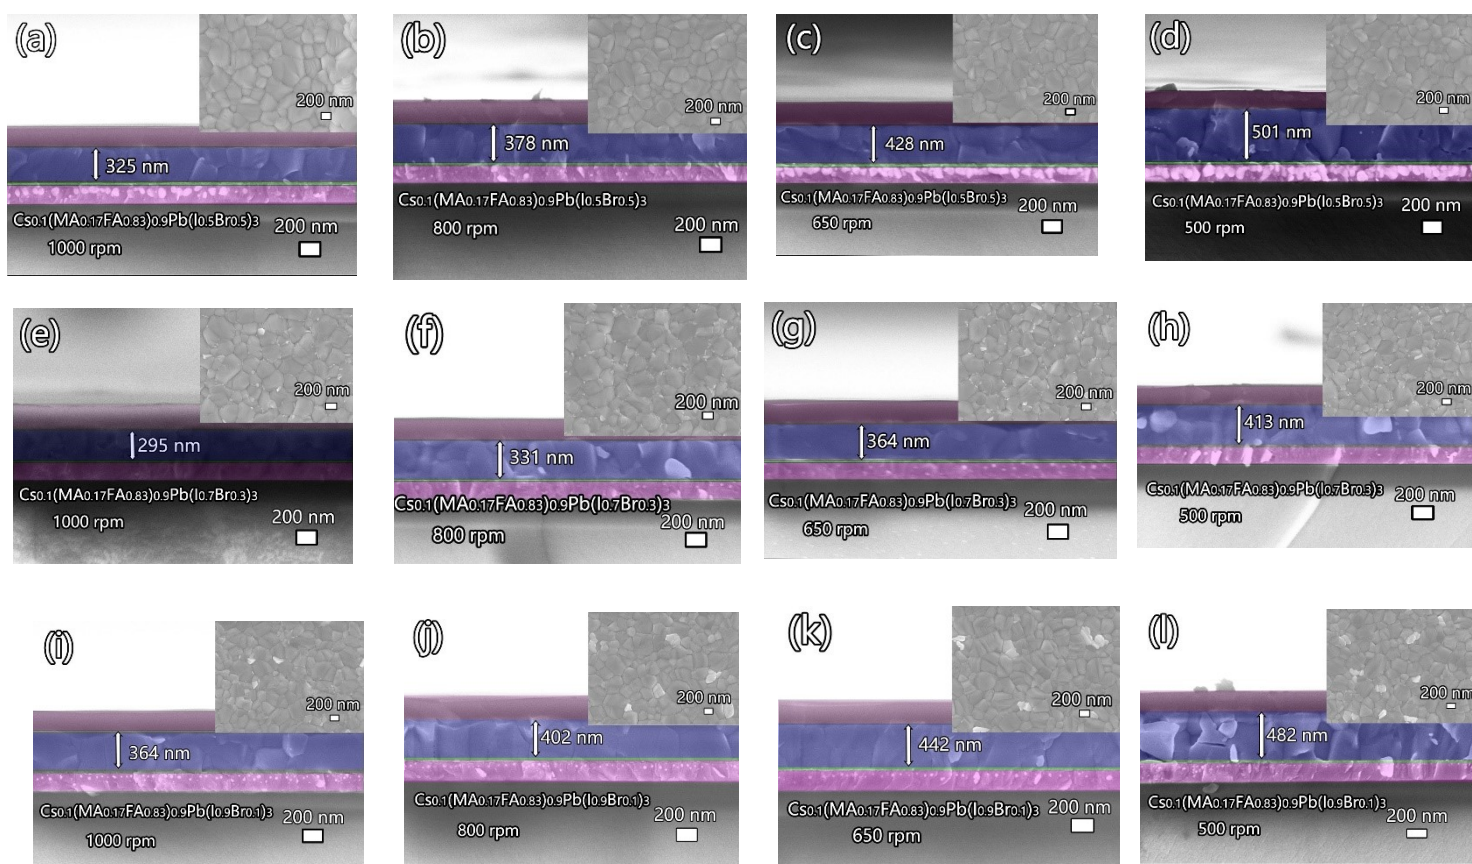 (a)
200 nm
325 nm
Cs0.1(MA0.17FA0.83)0.9Pb(I0.5Br0.5)3
200 nm
1000 rpm
(b)
200 nm
378 nm
Cs0.1(MA0.17FA0.83)0.9Pb(I0.5Br0.5)3
200 nm
800 rpm
(c)
200 nm
428 nm
Cs0.1(MA0.17FA0.83)0.9Pb(I0.5Br0.5)3
200 nm
650 rpm
(d)
200 nm
501 nm
Cs0.1(MA0.17FA0.83)0.9Pb(I0.5Br0.5)3
200 nm
500 rpm
(e)
200 nm
295 nm
Cs0.1(MA0.17FA0.83)0.9Pb(I0.7Br0.3)3
200 nm
1000 rpm
(f)
200 nm
331 nm
Cs0.1(MA0.17FA0.83)0.9Pb(I0.7Br0.3)3
200 nm
800 rpm
(g)
200 nm
364 nm
Cs0.1(MA0.17FA0.83)0.9Pb(I0.7Br0.3)3
200 nm
650 rpm
(h)
200 nm
413 nm
Cs0.1(MA0.17FA0.83)0.9Pb(I0.7Br0.3)3
200 nm
500 rpm
(i)
200 nm
364 nm
Cs0.1(MA0.17FA0.83)0.9Pb(I0.9Br0.1)3
200 nm
1000 rpm
(j)
200 nm
402 nm
Cs0.1(MA0.17FA0.83)0.9Pb(I0.9Br0.1)3
200 nm
800 rpm
(k)
200 nm
442 nm
Cs0.1(MA0.17FA0.83)0.9Pb(I0.9Br0.1)3
200 nm
650 rpm
(l)
200 nm
482 nm
Cs0.1(MA0.17FA0.83)0.9Pb(I0.9Br0.1)3
200 nm
500 rpm